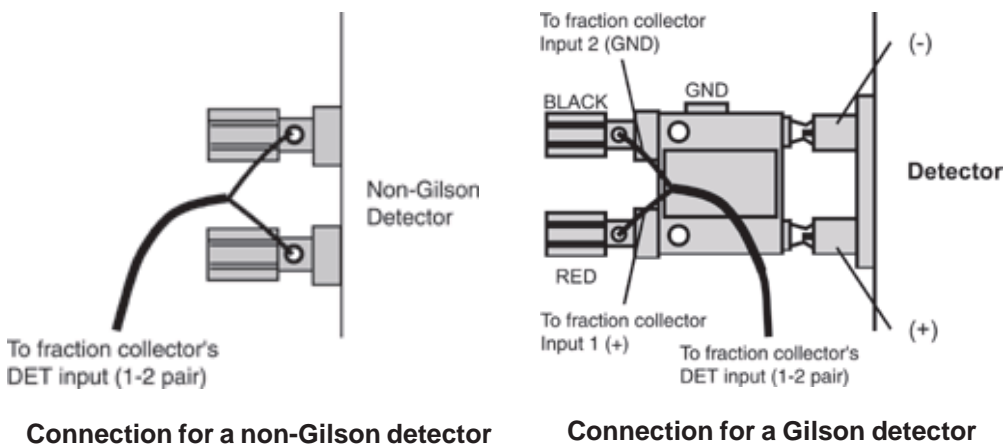 Non-Gilson
Detector
To fraction collector's
DET input (1-2 pair)
Connection for a non-Gilson detector
To fraction collector
Input 2 (GND)
(-)
GND
BLACK
Detector
RED
To fraction collector
Input 1 (+)
(+)
To fraction collector's
DET input (1-2 pair)
Connection for a Gilson detector